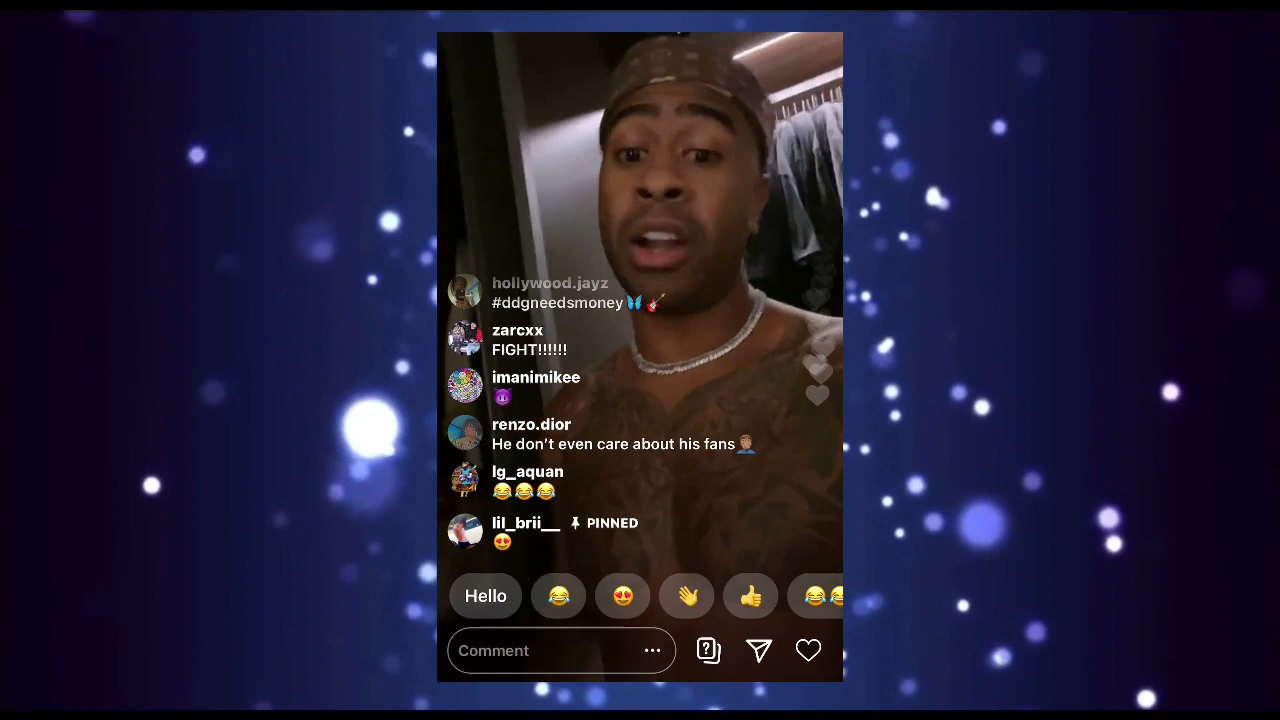 hollywood.jayz
#ddgneedsmoney🦋🎸
zarcxx
FIGHT!!!!!!
imanimikee
😈
renzo.dior
He don’t even care about his fans🤦🏽‍♂️
lg_aquan
😂😂😂
lil_brii__ 📌 PINNED
😍
Hello 😂 😍 👋 👍 😂😂
Comment